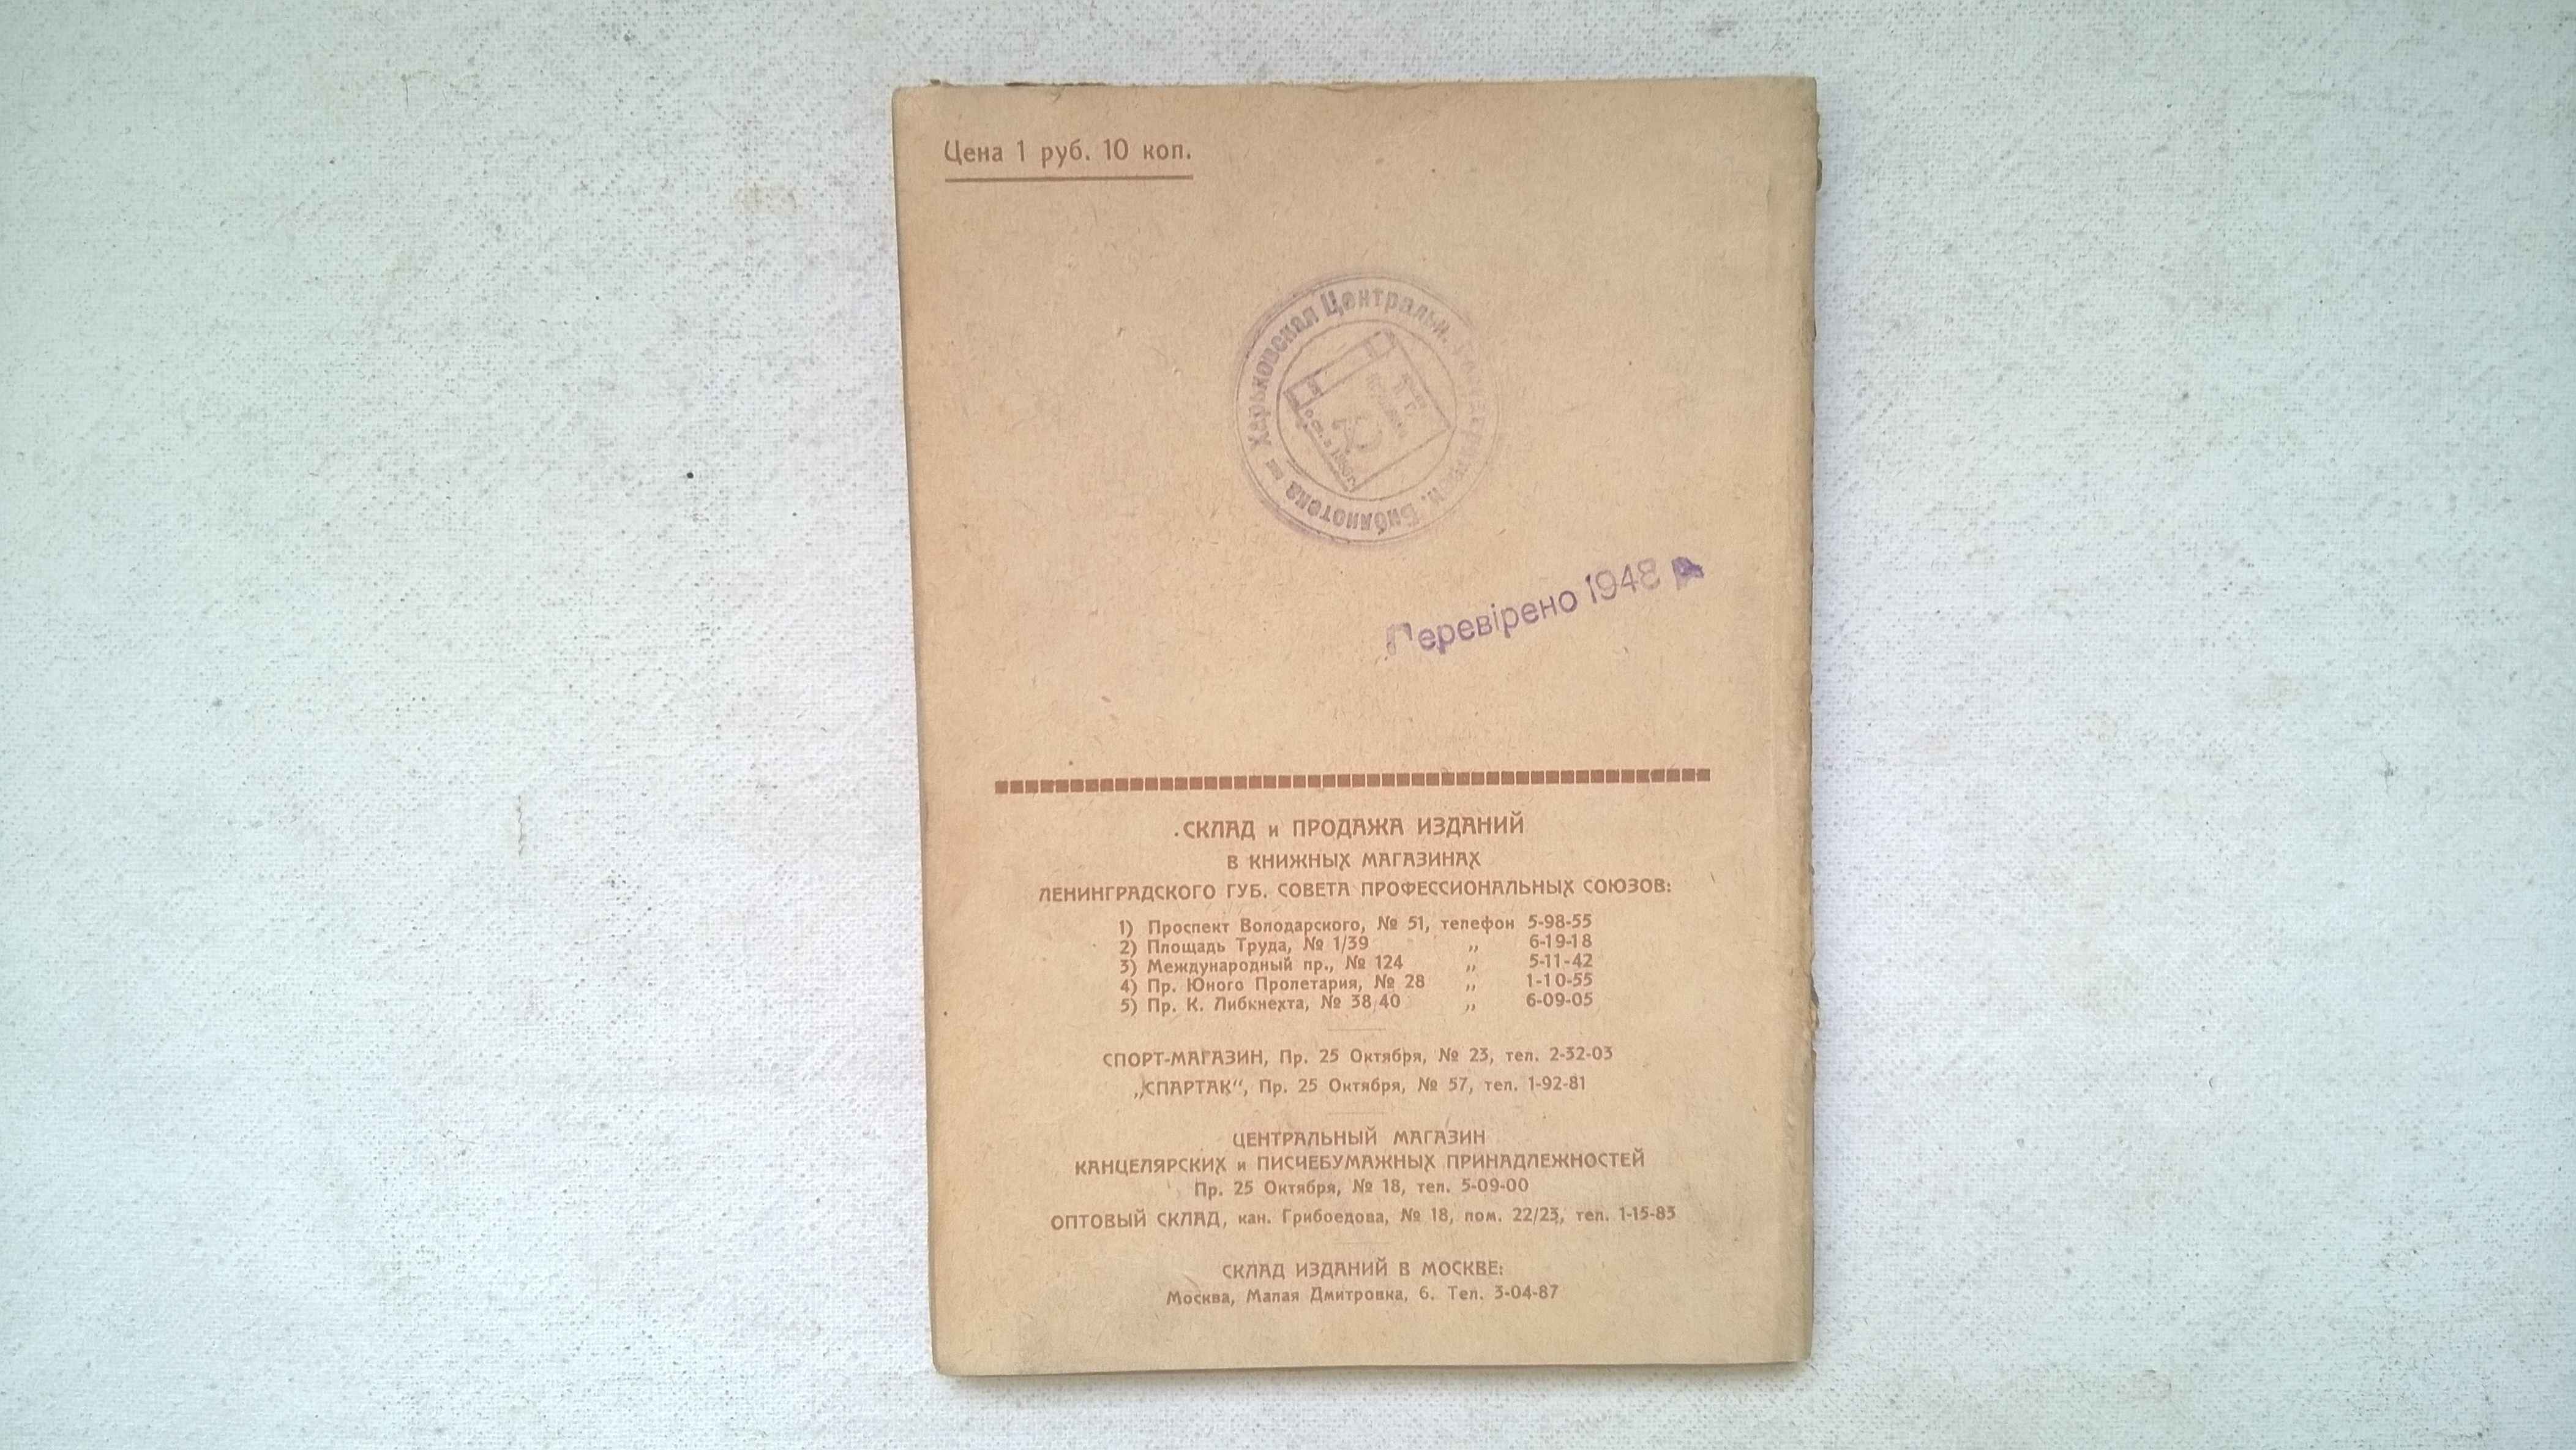 Цена 1 руб. 10 коп.
Харьковская Центральн. Библиотека
Перевірено 1948 р.
СКЛАД и ПРОДАЖА ИЗДАНИЙ
В КНИЖНЫХ МАГАЗИНАХ
ЛЕНИНГРАДСКОГО ГУБ. СОВЕТА ПРОФЕССИОНАЛЬНЫХ СОЮЗОВ:
1) Проспект Володарского, № 51, телефон 5-98-55
2) Площадь Труда, № 1/39 „ 6-19-18
3) Международный пр., № 124 „ 5-11-42
4) Пр. Юного Пролетария, № 28 „ 1-10-55
5) Пр. К. Либкнехта, № 38/40 „ 6-09-05
СПОРТ-МАГАЗИН, Пр. 25 Октября, № 23, тел. 2-32-03
„СПАРТАК“, Пр. 25 Октября, № 57, тел. 1-92-81
ЦЕНТРАЛЬНЫЙ МАГАЗИН
КАНЦЕЛЯРСКИХ и ПИСЧЕБУМАЖНЫХ ПРИНАДЛЕЖНОСТЕЙ
Пр. 25 Октября, № 18, тел. 5-09-00
ОПТОВЫЙ СКЛАД, кан. Грибоедова, № 18, пом. 22/23, тел. 1-15-83
СКЛАД ИЗДАНИЙ В МОСКВЕ:
Москва, Малая Дмитровка, 6. Тел. 3-04-87